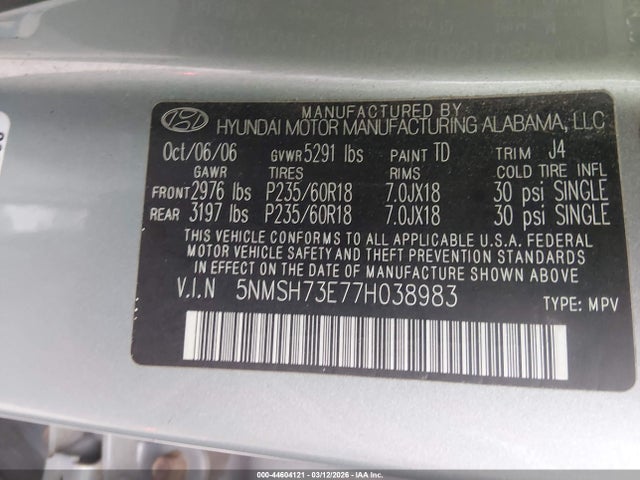 MANUFACTURED BY
HYUNDAI MOTOR MANUFACTURING ALABAMA, LLC
Oct/06/06 GVWR 5291 lbs PAINT TD TRIM J4
GAWR TIRES RIMS COLD TIRE INFL
FRONT 2976 lbs P235/60R18 7.0JX18 30 psi SINGLE
REAR 3197 lbs P235/60R18 7.0JX18 30 psi SINGLE
THIS VEHICLE CONFORMS TO ALL APPLICABLE U.S.A. FEDERAL
MOTOR VEHICLE SAFETY AND THEFT PREVENTION STANDARDS
IN EFFECT ON THE DATE OF MANUFACTURE SHOWN ABOVE.
V.I.N 5NMSH73E77H038983 TYPE: MPV
000-44604121 - 03/12/2026 - IAAI.COM